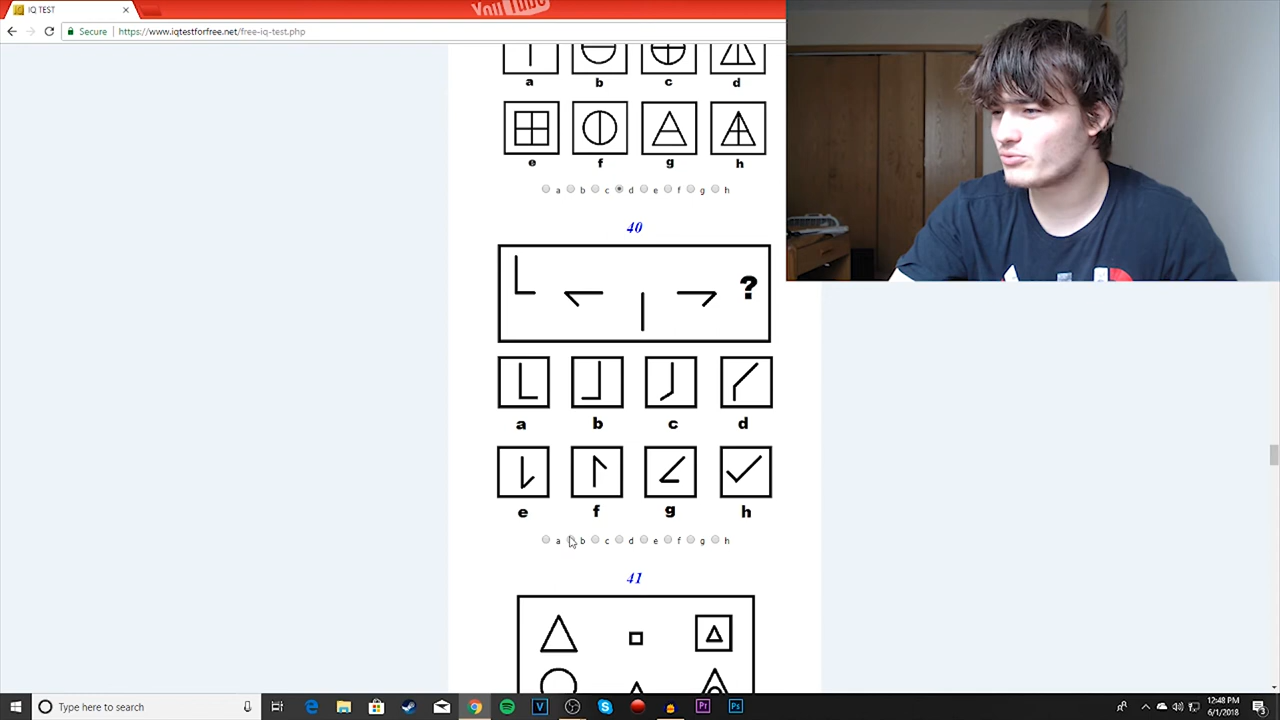 IQ TEST
YouTube
Secure
https://www.iqtestforfree.net/free-iq-test.php
a b c d
e f g h
a b c d e f g h
40
?
a b c d
e f g h
a b c d e f g h
41
Type here to search
12:48 PM
6/1/2018